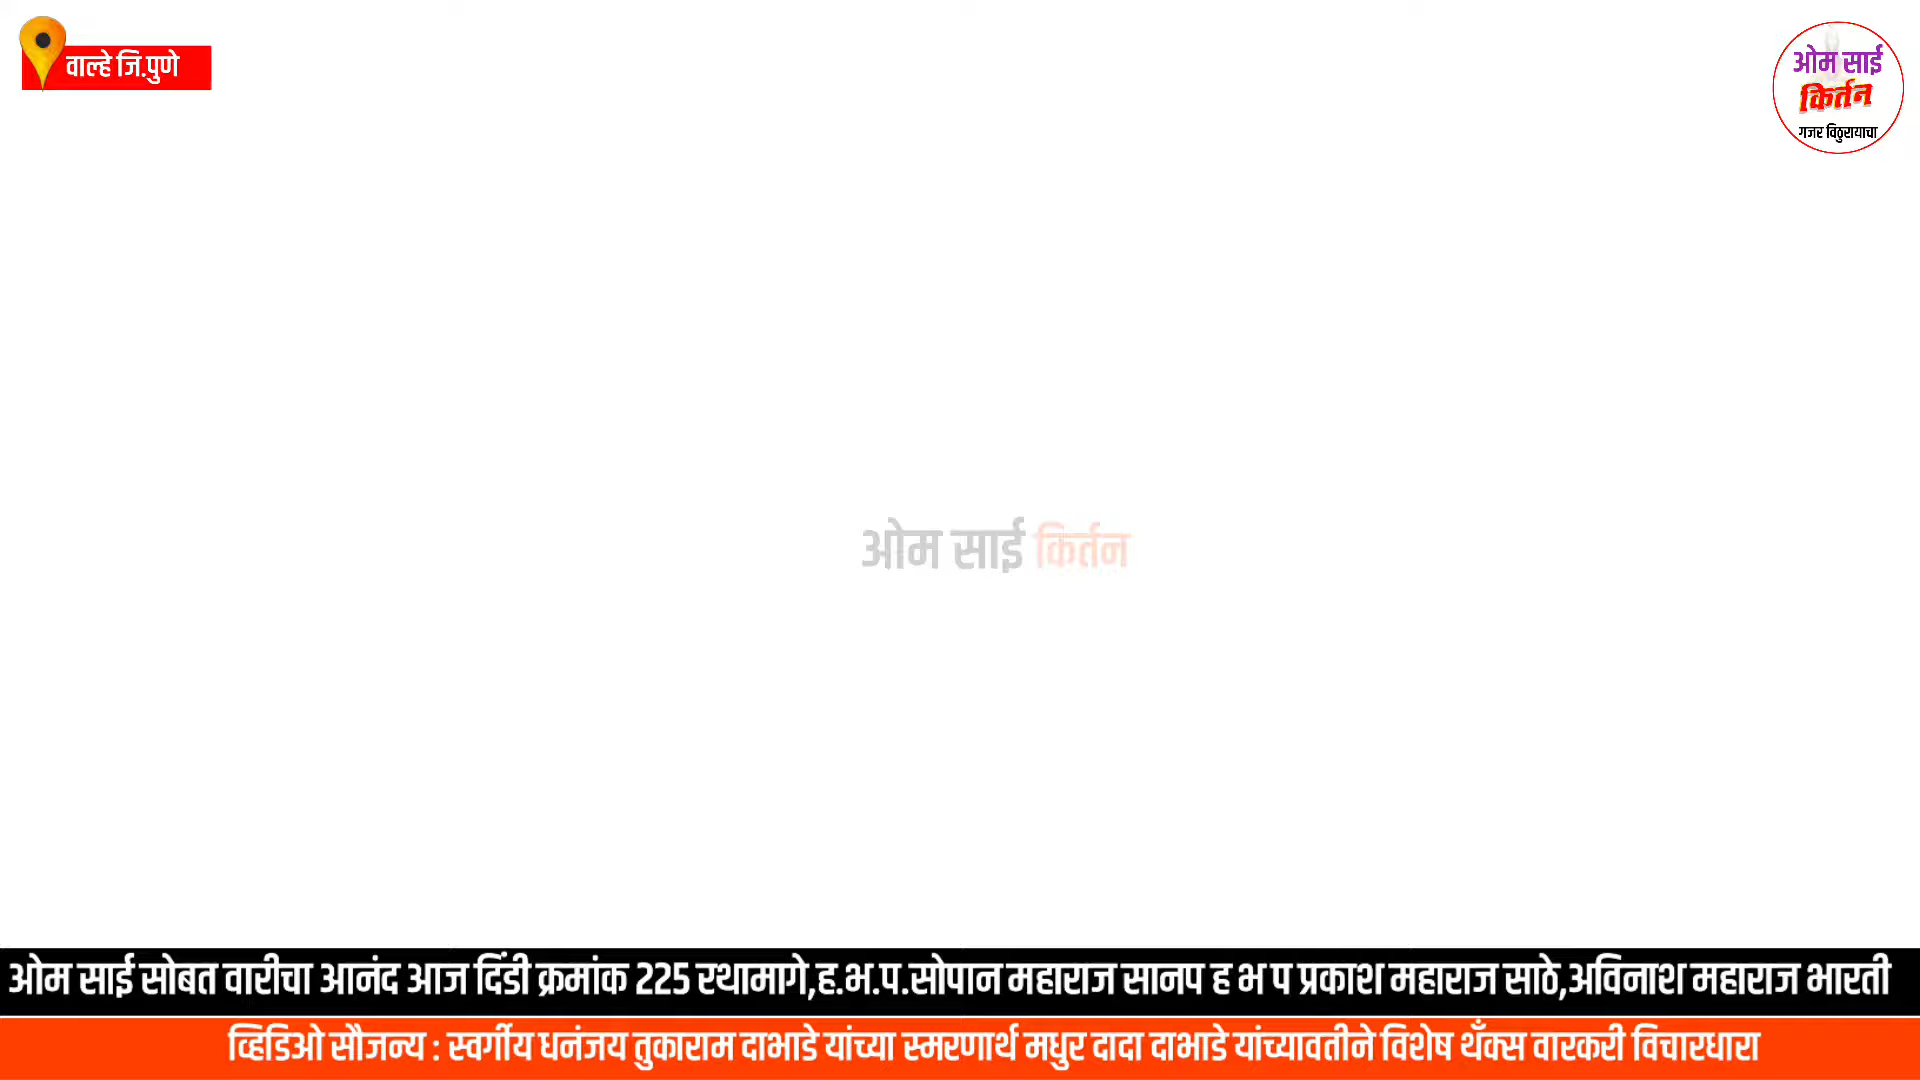 वाल्हे जि.पुणे
ओम साई
किर्तन
गजर विठुरायाचा
ओम साई किर्तन
ओम साई सोबत वारीचा आनंद आज दिंडी क्रमांक 225 रथामागे,ह.भ.प.सोपान महाराज सानप ह भ प प्रकाश महाराज साठे,अविनाश महाराज भारती
व्हिडिओ सौजन्य : स्वर्गीय धनंजय तुकाराम दाभाडे यांच्या स्मरणार्थ मधुर दादा दाभाडे यांच्यावतीने विशेष थँक्स वारकरी विचारधारा